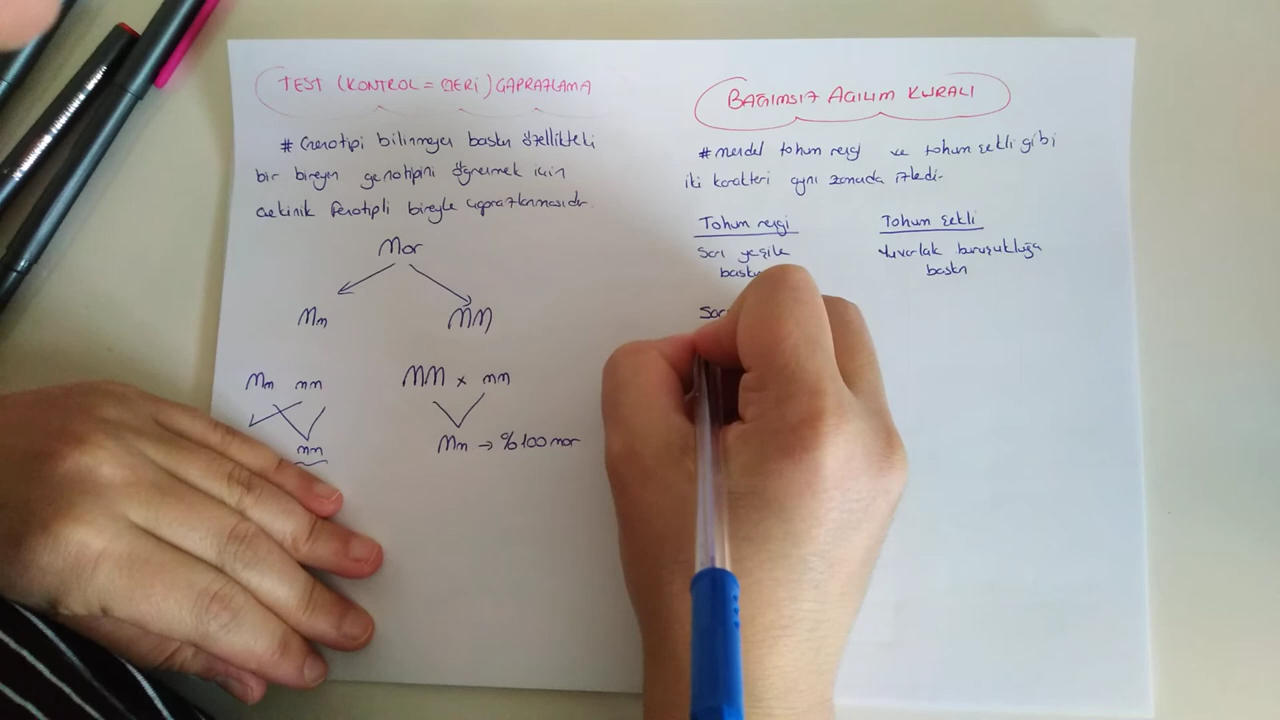 TEST (KONTROL = GERİ) ÇAPRAZLAMA
# Genotipi bilinmeyen baskın özellikteki
bir bireyin genotipini öğrenmek için
çekinik fenotipli bireyle çaprazlanmasıdır.
Mor
Mm MM
Mm mm MM x mm
mm Mm → %100 mor
BAĞIMSIZ AÇILIM KURALI
# mendel tohum rengi ve tohum şekli gibi
iki karakteri aynı zamanda izledi.
Tohum rengi Tohum şekli
Sarı yeşile yuvarlak buruşukluğa
baskın